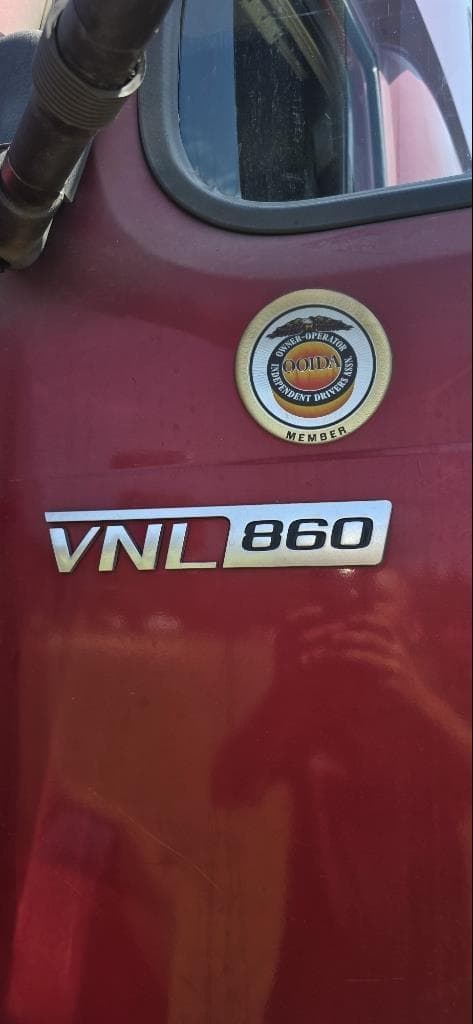 OWNER-OPERATOR
OOIDA
INDEPENDENT DRIVERS ASSN.
MEMBER
VNL 860